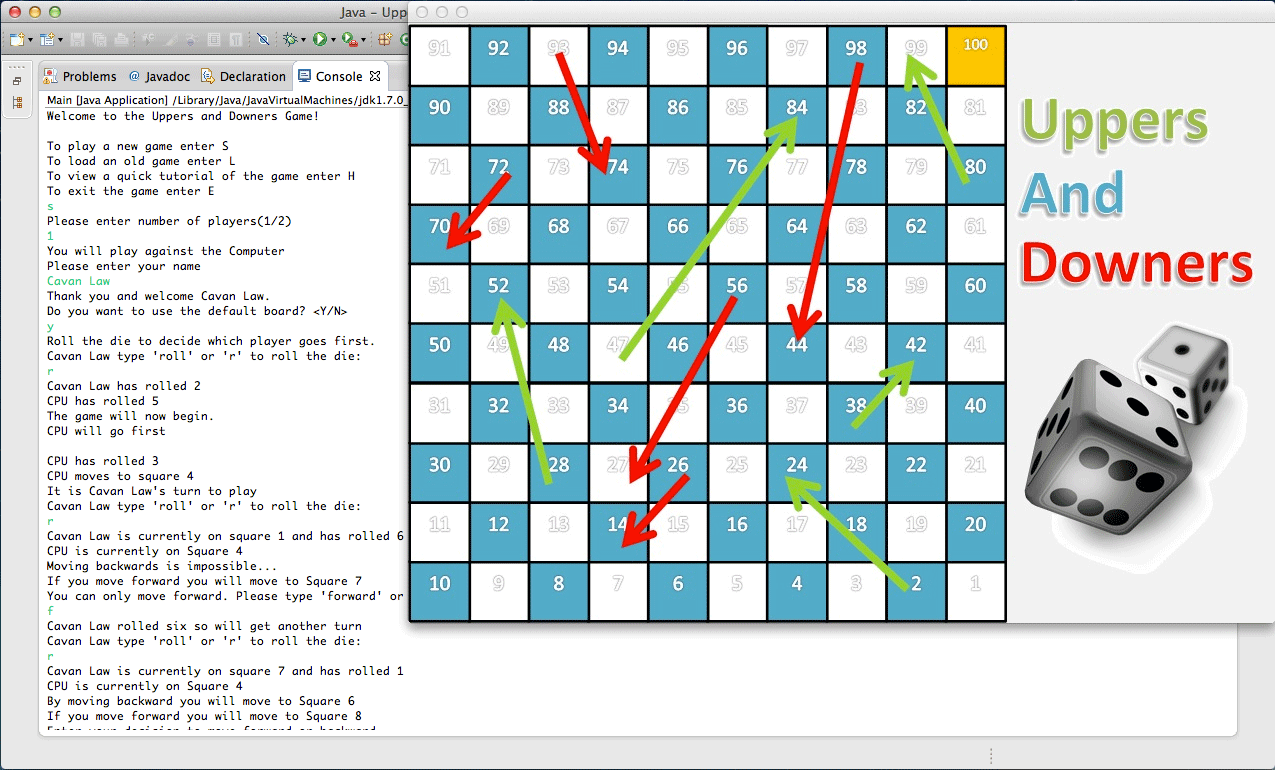 Java – Upp
Problems @ Javadoc Declaration Console
Main [Java Application] /Library/Java/JavaVirtualMachines/jdk1.7.0_
Welcome to the Uppers and Downers Game!
To play a new game enter S
To load an old game enter L
To view a quick tutorial of the game enter H
To exit the game enter E
s
Please enter number of players(1/2)
1
You will play against the Computer
Please enter your name
Cavan Law
Thank you and welcome Cavan Law.
Do you want to use the default board? <Y/N>
y
Roll the die to decide which player goes first.
Cavan Law type 'roll' or 'r' to roll the die:
r
Cavan Law has rolled 2
CPU has rolled 5
The game will now begin.
CPU will go first
CPU has rolled 3
CPU moves to square 4
It is Cavan Law's turn to play
Cavan Law type 'roll' or 'r' to roll the die:
r
Cavan Law is currently on square 1 and has rolled 6
CPU is currently on Square 4
Moving backwards is impossible...
If you move forward you will move to Square 7
You can only move forward. Please type 'forward' or
f
Cavan Law rolled six so will get another turn
Cavan Law type 'roll' or 'r' to roll the die:
r
Cavan Law is currently on square 7 and has rolled 1
CPU is currently on Square 4
By moving backward you will move to Square 6
If you move forward you will move to Square 8
Enter your decision to move forward or backward
91 92 93 94 95 96 97 98 99 100
90 89 88 87 86 85 84 83 82 81
71 72 73 74 75 76 77 78 79 80
70 69 68 67 66 65 64 63 62 61
51 52 53 54 55 56 57 58 59 60
50 49 48 47 46 45 44 43 42 41
31 32 33 34 35 36 37 38 39 40
30 29 28 27 26 25 24 23 22 21
11 12 13 14 15 16 17 18 19 20
10 9 8 7 6 5 4 3 2 1
Uppers
And
Downers